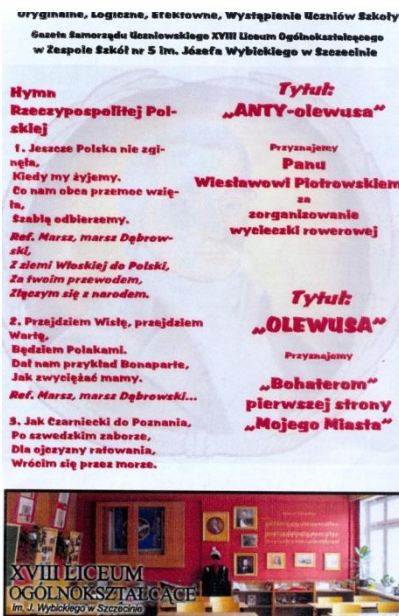 Oryginalne, Logiczne, Efektowne, Wystąpienie Uczniów Szkoły
Gazeta Samorządu Uczniowskiego XVIII Liceum Ogólnokształcącego
w Zespole Szkół nr 5 im. Józefa Wybickiego w Szczecinie
Hymn
Rzeczypospolitej Pol-
skiej
1. Jeszcze Polska nie zgi-
nęła,
Kiedy my żyjemy.
Co nam obca przemoc wzię-
ła,
Szablą odbierzemy.
Ref. Marsz, marsz Dąbrow-
ski,
Z ziemi Włoskiej do Polski,
Za twoim przewodem,
Złączym się z narodem.
2. Przejdziem Wisłę, przejdziem
Wartę,
Będziem Polakami.
Dał nam przykład Bonaparte,
Jak zwyciężać mamy.
Ref. Marsz, marsz Dąbrowski...
3. Jak Czarniecki do Poznania,
Po szwedzkim zaborze,
Dla ojczyzny ratowania,
Wrócim się przez morze.
Tytuł:
„ANTY-olewusa”
Przyznajemy
Panu
Wiesławowi Piotrowskiem
za
zorganizowanie
wycieczki rowerowej
Tytuł:
„OLEWUSA”
Przyznajemy
„Bohaterom”
pierwszej strony
„Mojego Miasta”
XVIII LICEUM
OGÓLNOKSZTAŁCĄCE
im. J. Wybickiego w Szczecinie